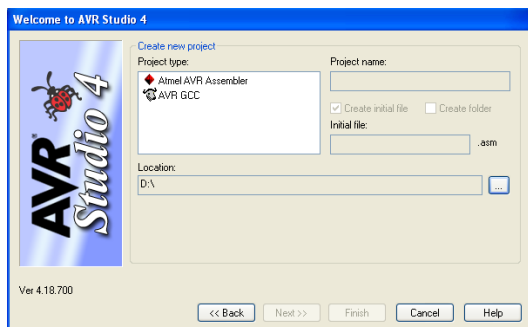 Welcome to AVR Studio 4
AVR Studio 4
Create new project
Project type:
Atmel AVR Assembler
AVR GCC
Project name:
Create initial file
Create folder
Initial file:
.asm
Location:
D:\
...
Ver 4.18.700
<< Back
Next >>
Finish
Cancel
Help